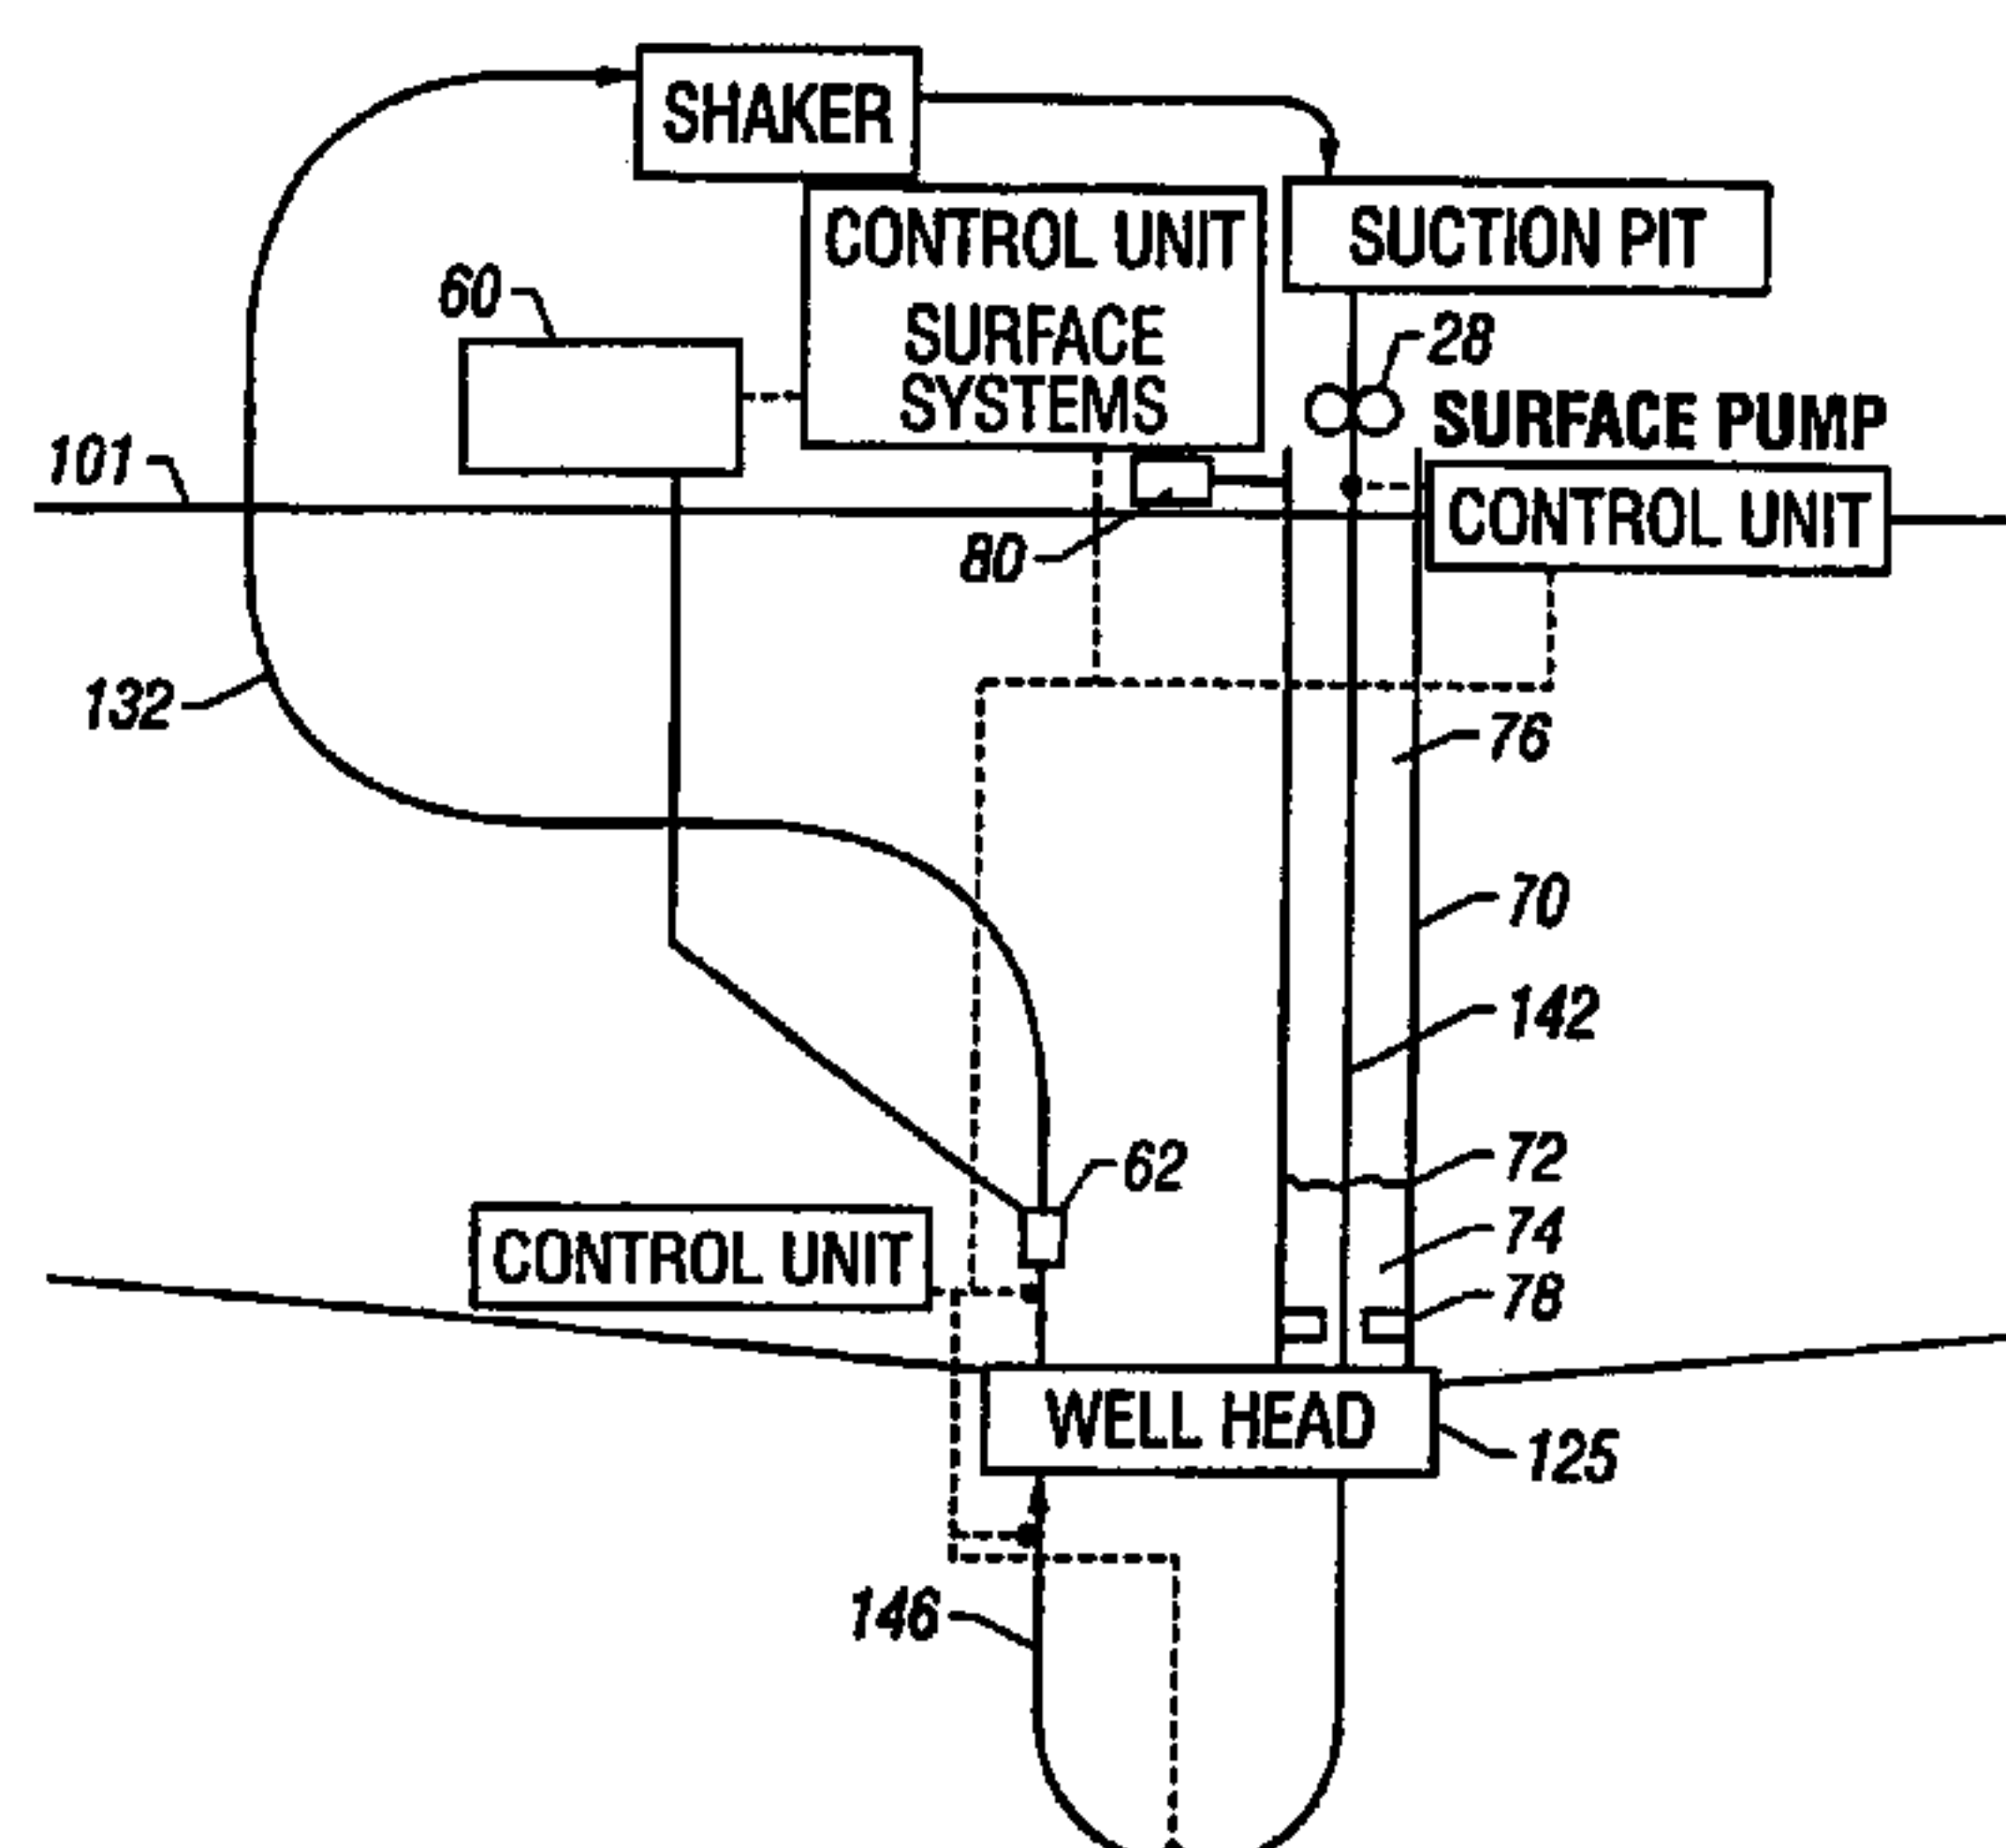 SHAKER
CONTROL UNIT
SURFACE
SYSTEMS
SUCTION PIT
60
28
SURFACE PUMP
101
CONTROL UNIT
80
132
76
70
142
62
72
CONTROL UNIT
74
78
WELL HEAD
125
146